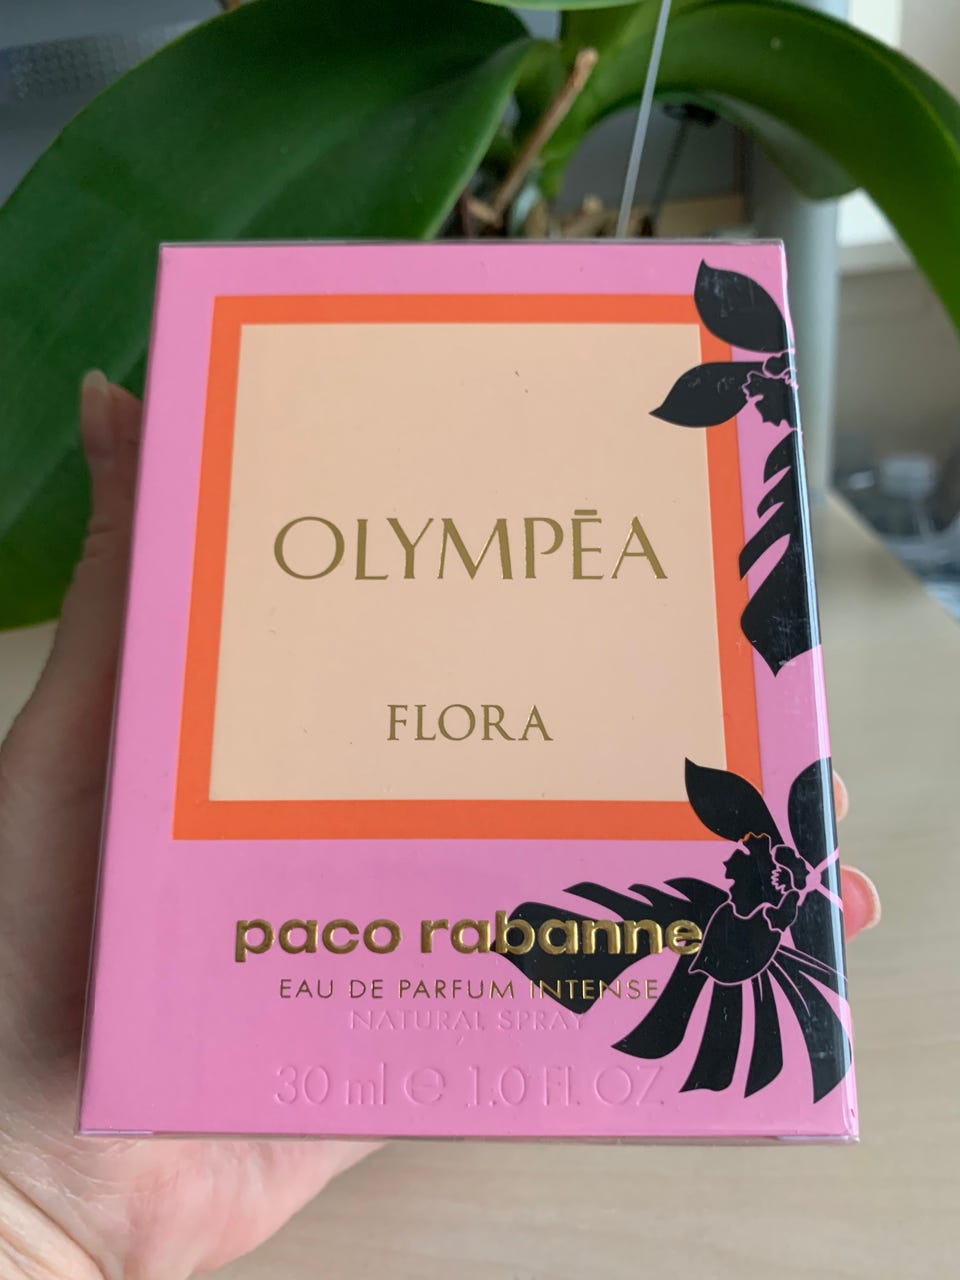 OLYMPĒA
FLORA
paco rabanne
EAU DE PARFUM INTENSE
NATURAL SPRAY
30 ml ℮ 1.0 Fl. OZ